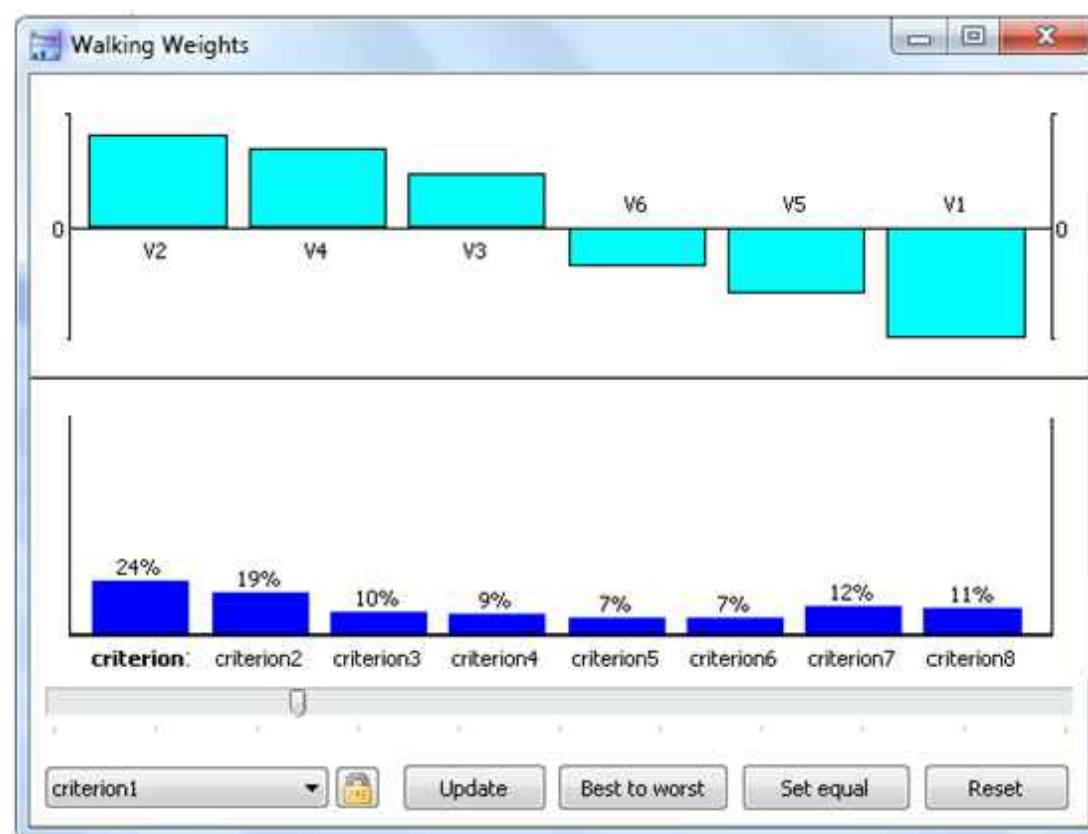 Walking Weights
V6 V5 V1
0 0
V2 V4 V3
24% 19% 10% 9% 7% 7% 12% 11%
criterion: criterion2 criterion3 criterion4 criterion5 criterion6 criterion7 criterion8
criterion1 Update Best to worst Set equal Reset